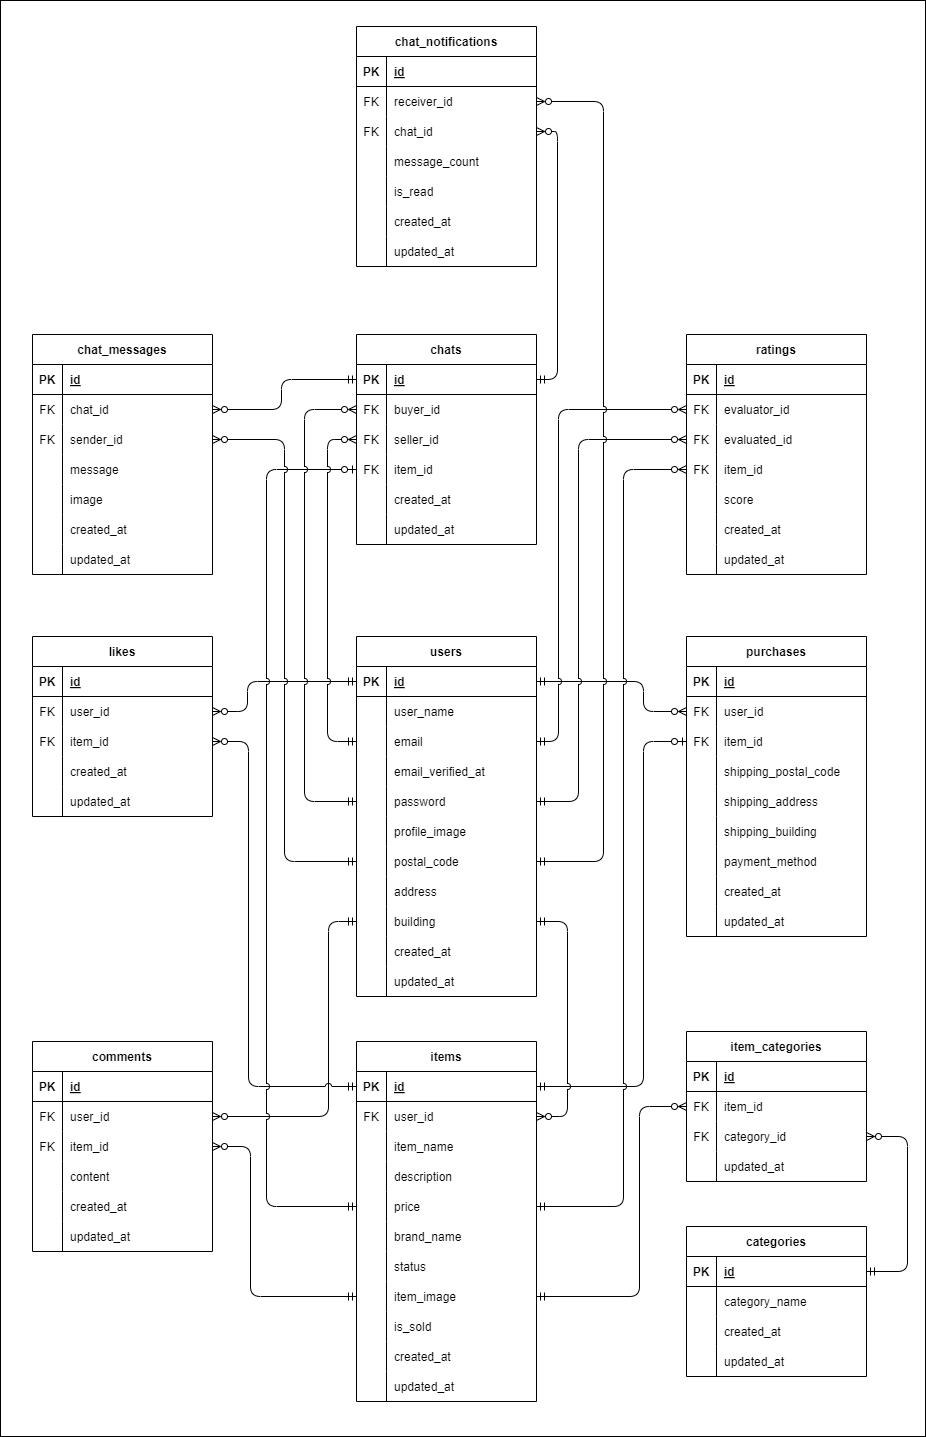 chat_notifications
PK id
FK receiver_id
FK chat_id
message_count
is_read
created_at
updated_at
chat_messages
PK id
FK chat_id
FK sender_id
message
image
created_at
updated_at
chats
PK id
FK buyer_id
FK seller_id
FK item_id
created_at
updated_at
ratings
PK id
FK evaluator_id
FK evaluated_id
FK item_id
score
created_at
updated_at
likes
PK id
FK user_id
FK item_id
created_at
updated_at
users
PK id
user_name
email
email_verified_at
password
profile_image
postal_code
address
building
created_at
updated_at
purchases
PK id
FK user_id
FK item_id
shipping_postal_code
shipping_address
shipping_building
payment_method
created_at
updated_at
comments
PK id
FK user_id
FK item_id
content
created_at
updated_at
items
PK id
FK user_id
item_name
description
price
brand_name
status
item_image
is_sold
created_at
updated_at
item_categories
PK id
FK item_id
FK category_id
updated_at
categories
PK id
category_name
created_at
updated_at